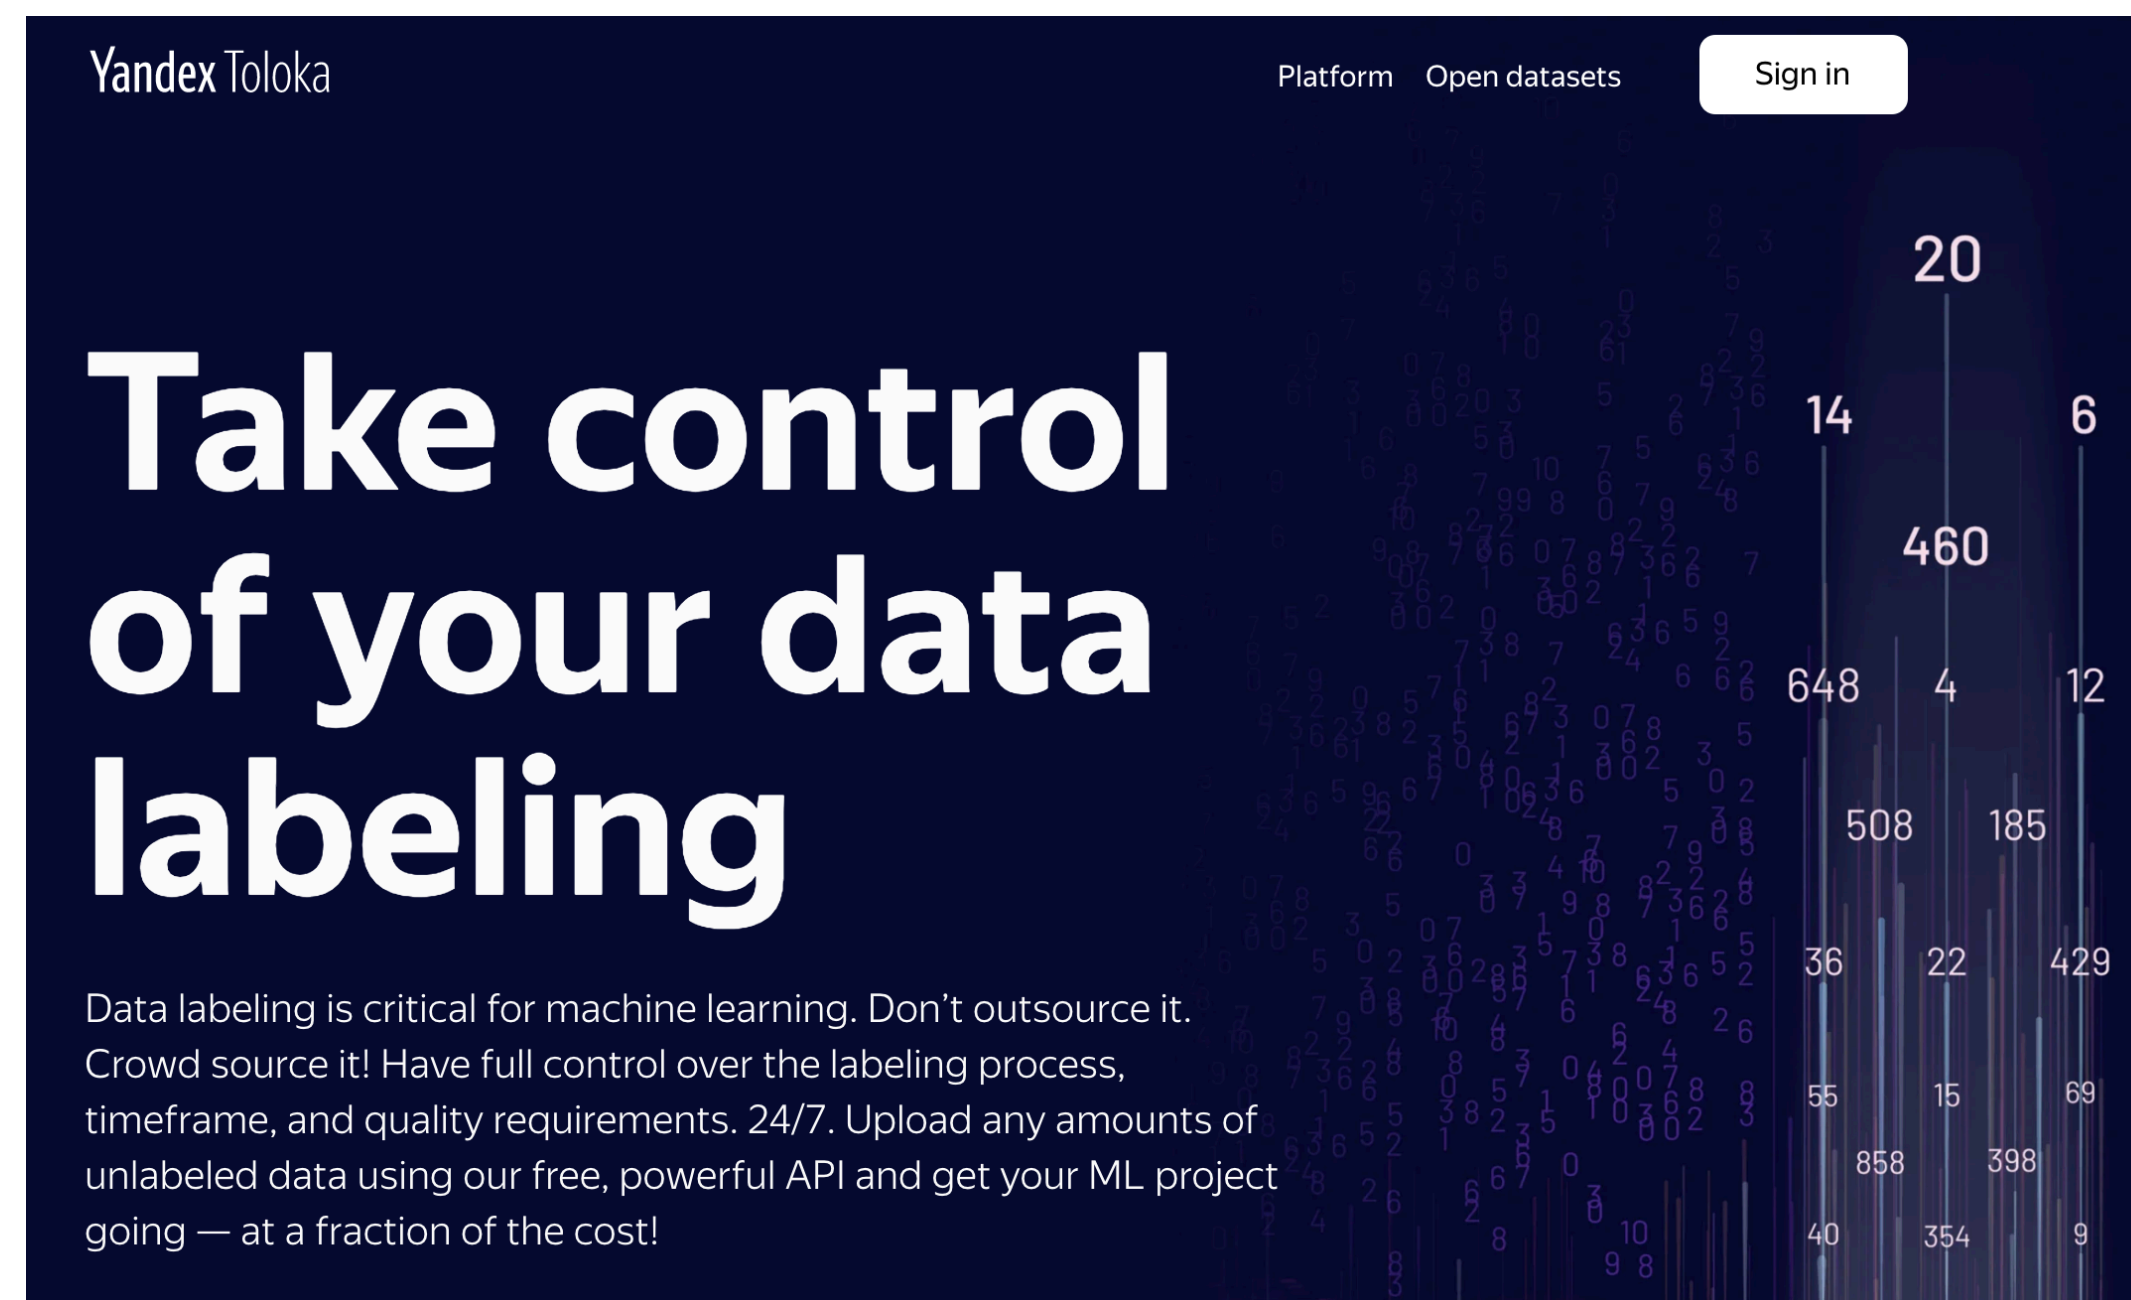 Yandex Toloka
Platform Open datasets Sign in
Take control
of your data
labeling
Data labeling is critical for machine learning. Don’t outsource it.
Crowd source it! Have full control over the labeling process,
timeframe, and quality requirements. 24/7. Upload any amounts of
unlabeled data using our free, powerful API and get your ML project
going — at a fraction of the cost!
20
14 6
460
648 4 12
508 185
36 22 429
55 15 69
858 398
40 354 9